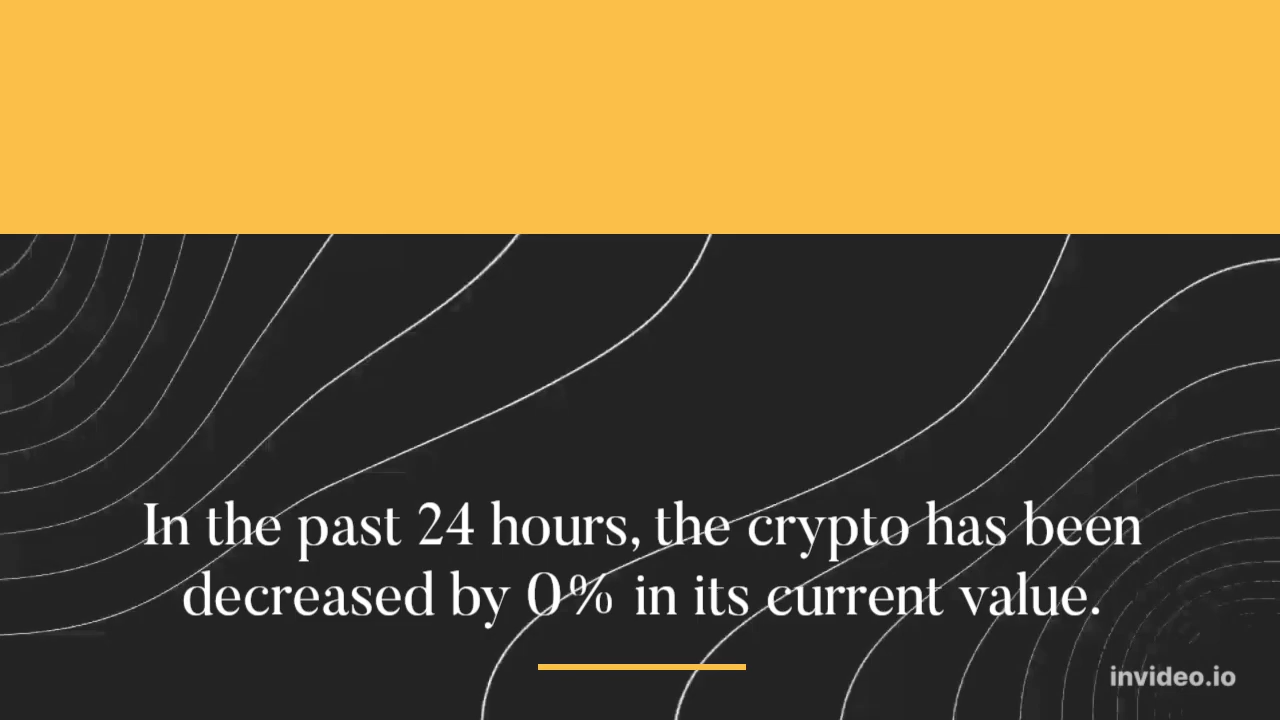 In the past 24 hours, the crypto has been
decreased by 0% in its current value.
invideo.io